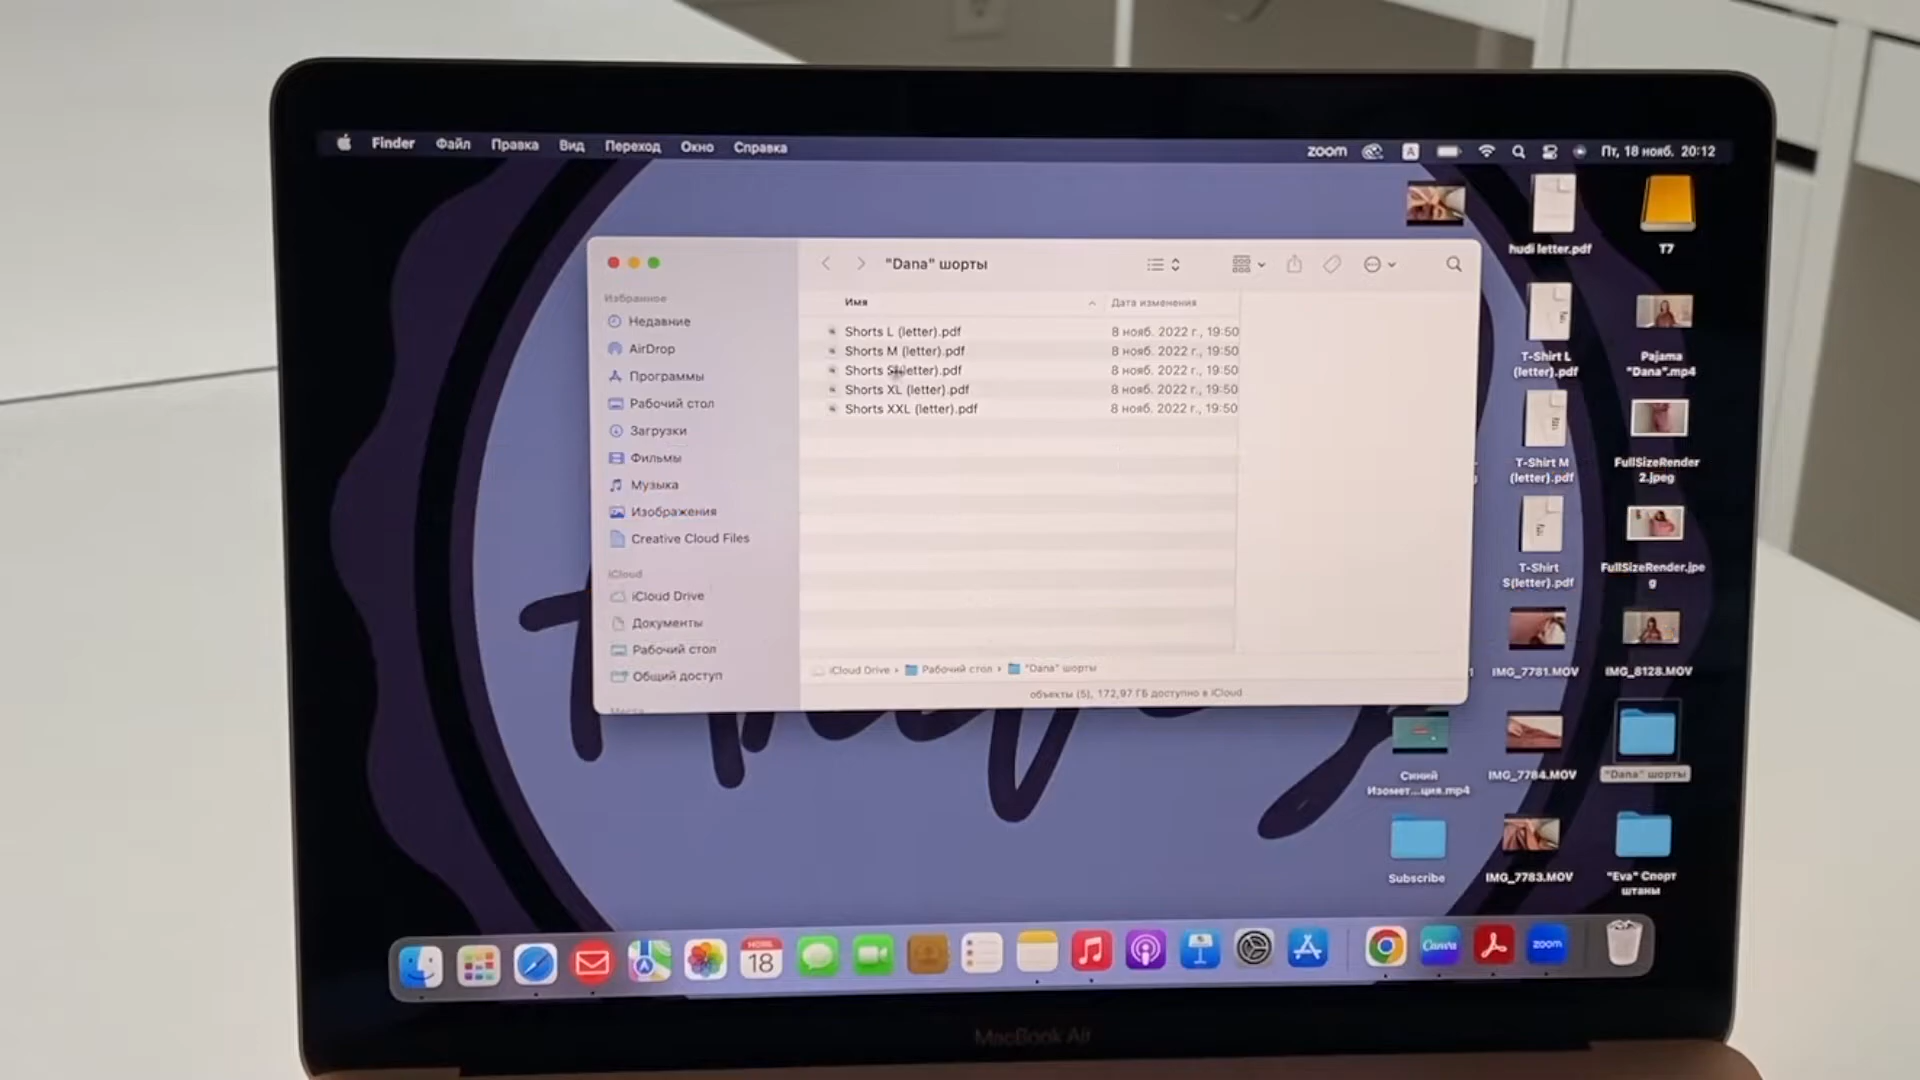 Finder Файл Правка Вид Переход Окно Справка
zoom A Пт, 18 нояб. 20:12
"Dana" шорты
Избранное
Недавние
AirDrop
Программы
Рабочий стол
Загрузки
Фильмы
Музыка
Изображения
Creative Cloud Files
iCloud
iCloud Drive
Документы
Рабочий стол
Общий доступ
Места
Имя Дата изменения
Shorts L (letter).pdf 8 нояб. 2022 г., 19:50
Shorts M (letter).pdf 8 нояб. 2022 г., 19:50
Shorts S(letter).pdf 8 нояб. 2022 г., 19:50
Shorts XL (letter).pdf 8 нояб. 2022 г., 19:50
Shorts XXL (letter).pdf 8 нояб. 2022 г., 19:50
iCloud Drive › Рабочий стол › "Dana" шорты
объекты (5), 172,97 ГБ доступно в iCloud
hudi letter.pdf
T7
T-Shirt L
(letter).pdf
Pajama
"Dana".mp4
T-Shirt M
(letter).pdf
FullSizeRender
2.jpeg
T-Shirt
S(letter).pdf
FullSizeRender.jpe
g
IMG_7781.MOV
IMG_8128.MOV
Синий
Изомет...ция.mp4
IMG_7784.MOV
"Dana" шорты
Subscribe
IMG_7783.MOV
"Eva" Спорт
штаны
18
Canva
zoom
MacBook Air